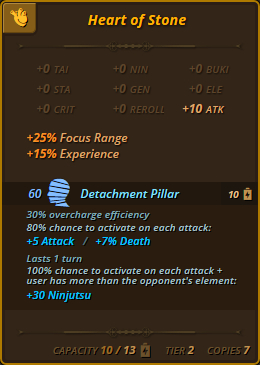 Heart of Stone
+0 TAI +0 NIN +0 BUKI
+0 STA +0 GEN +0 ELE
+0 CRIT +0 REROLL +10 ATK
+25% Focus Range
+15% Experience
60 Detachment Pillar 10
30% overcharge efficiency
80% chance to activate on each attack:
+5 Attack / +7% Death
Lasts 1 turn
100% chance to activate on each attack +
user has more than the opponent's element:
+30 Ninjutsu
CAPACITY 10 / 13 TIER 2 COPIES 7